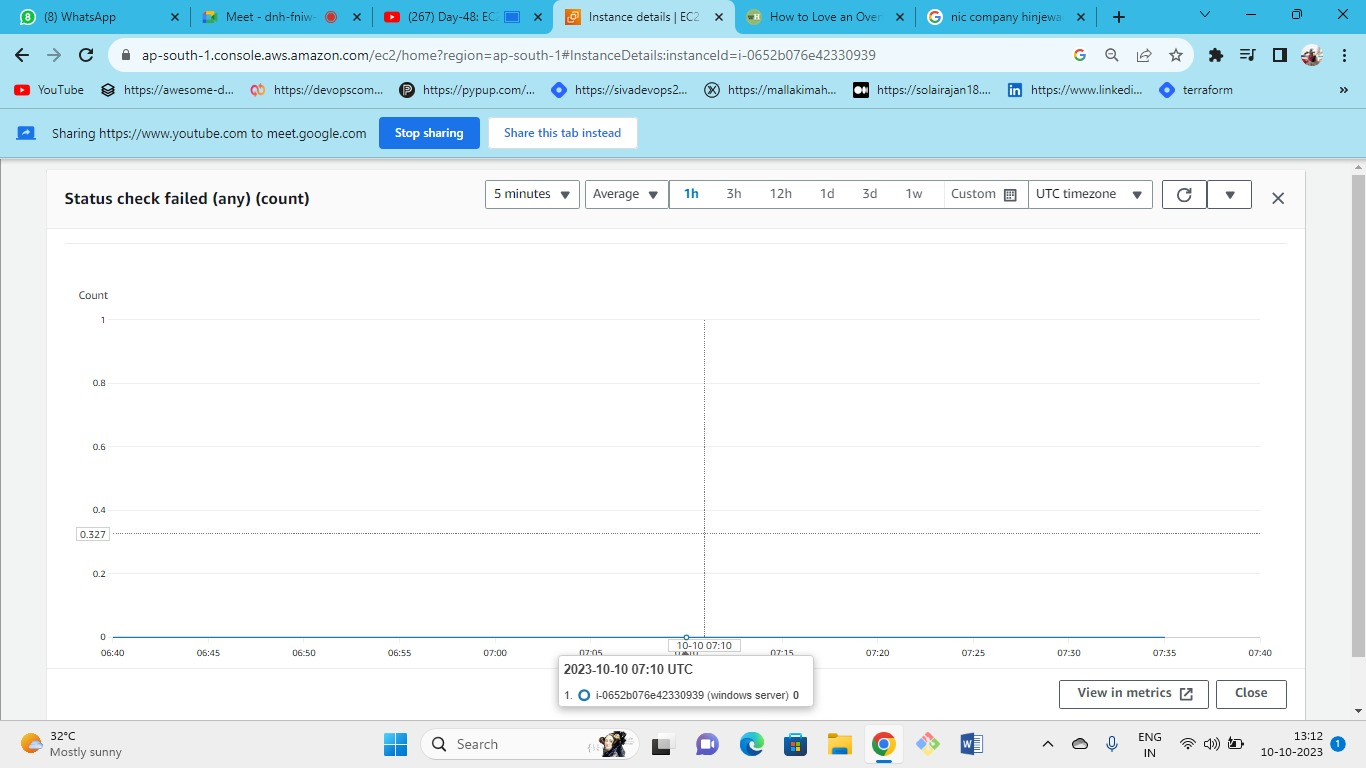 (8) WhatsApp
Meet - dnh-fniw-
(267) Day-48: EC
Instance details | EC2
How to Love an Over
nic company hinjewa
ap-south-1.console.aws.amazon.com/ec2/home?region=ap-south-1#InstanceDetails:instanceId=i-0652b076e42330939
YouTube
https://awesome-d...
https://devopscom...
https://pypup.com/...
https://sivadevops2...
https://mallakimah...
https://solairajan18....
https://www.linkedi...
terraform
»
Sharing https://www.youtube.com to meet.google.com
Stop sharing
Share this tab instead
Status check failed (any) (count)
5 minutes
Average
1h
3h
12h
1d
3d
1w
Custom
UTC timezone
Count
1
0.8
0.6
0.4
0.327
0.2
0
10-10 07:10
06:40
06:45
06:50
06:55
07:00
07:05
07:15
07:20
07:25
07:30
07:35
07:40
2023-10-10 07:10 UTC
1. i-0652b076e42330939 (windows server) 0
View in metrics
Close
32°C
Mostly sunny
Search
ENG
IN
13:12
10-10-2023
1